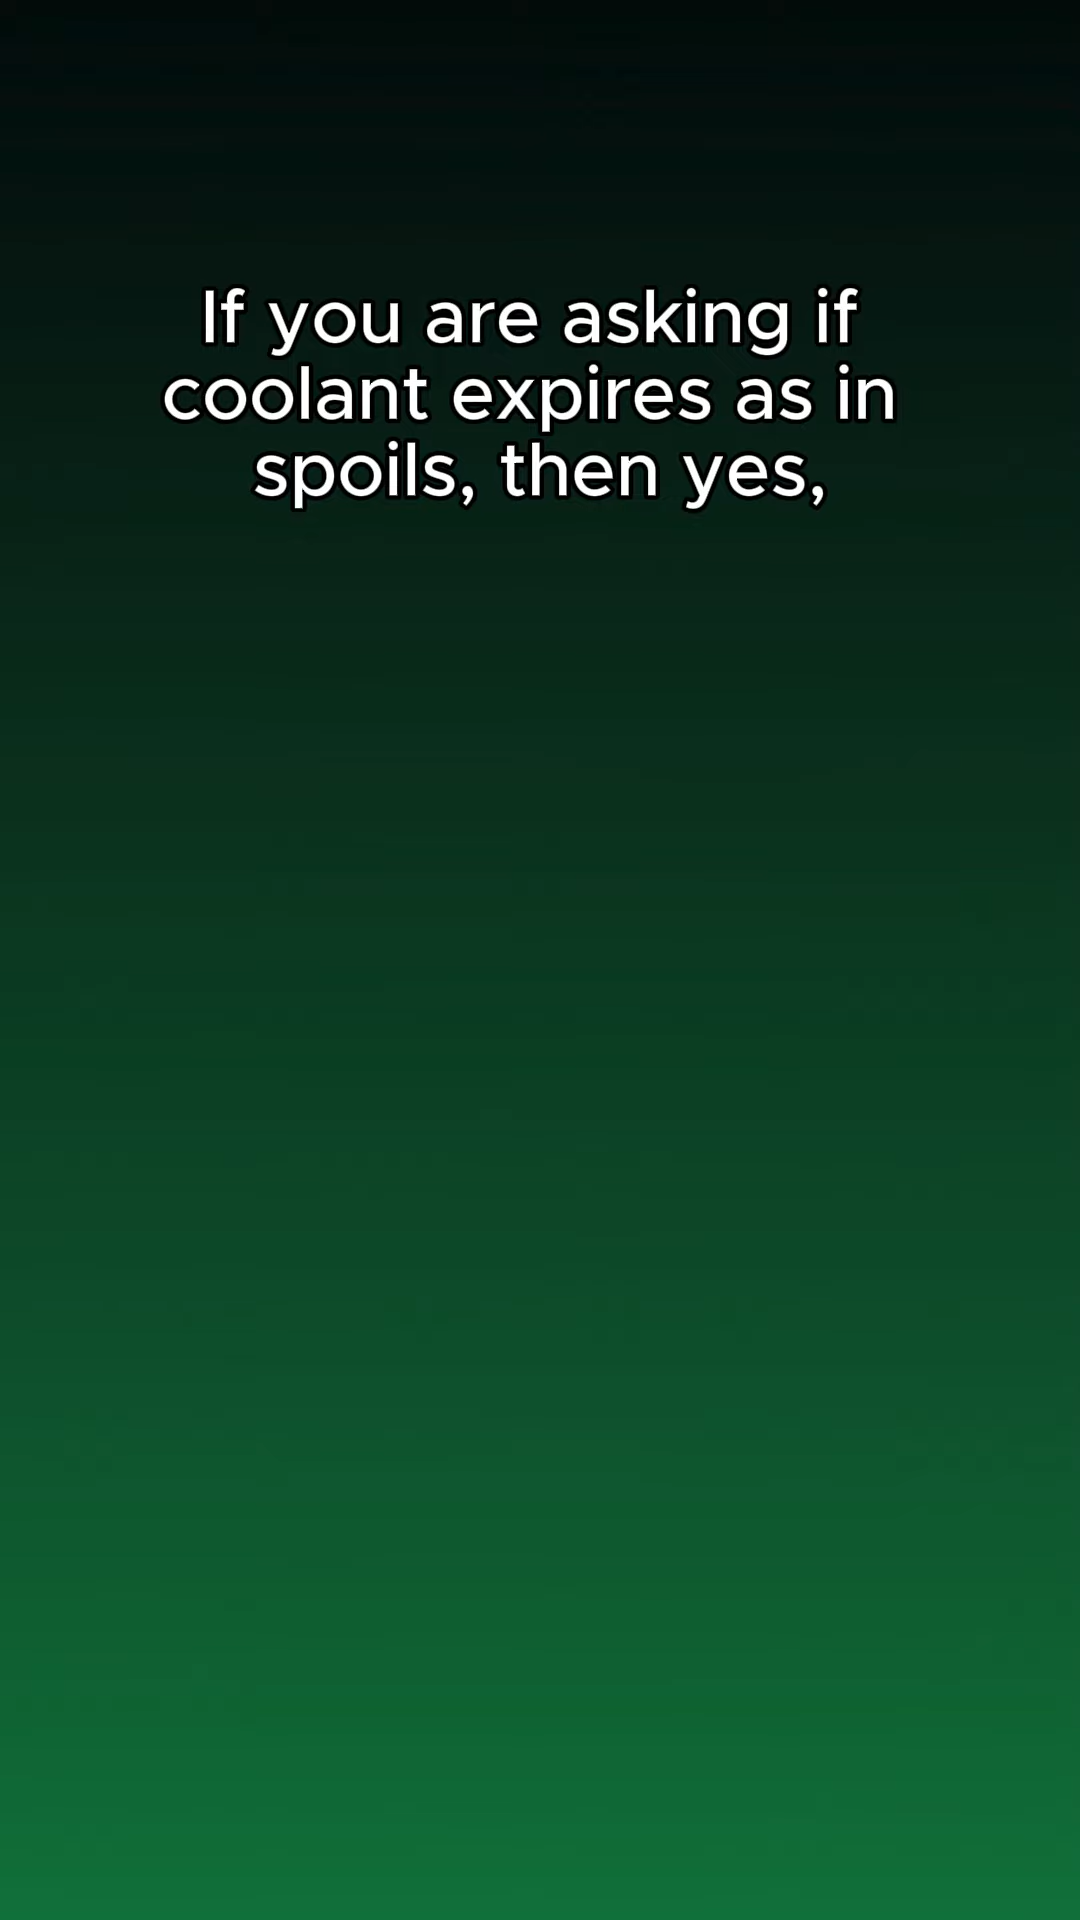 If you are asking if
coolant expires as in
spoils, then yes,